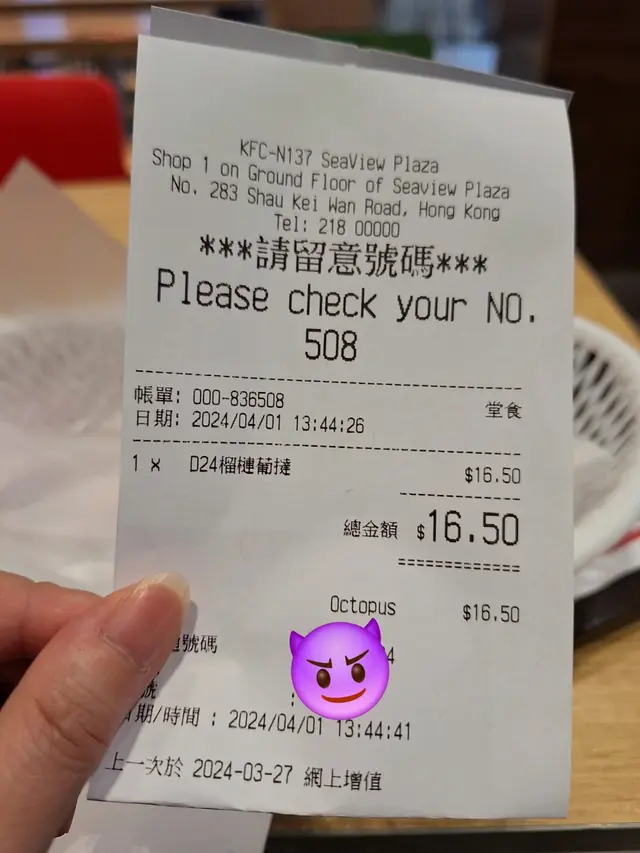 KFC-N137 SeaView Plaza
Shop 1 on Ground Floor of Seaview Plaza
No. 283 Shau Kei Wan Road, Hong Kong
Tel: 218 00000
***請留意號碼***
Please check your NO.
508
帳單: 000-836508 堂食
日期: 2024/04/01 13:44:26
1 x D24榴槤葡撻 $16.50
總金額 $16.50
Octopus $16.50
號碼
號 :
日期/時間 : 2024/04/01 13:44:41
上一次於 2024-03-27 網上增值